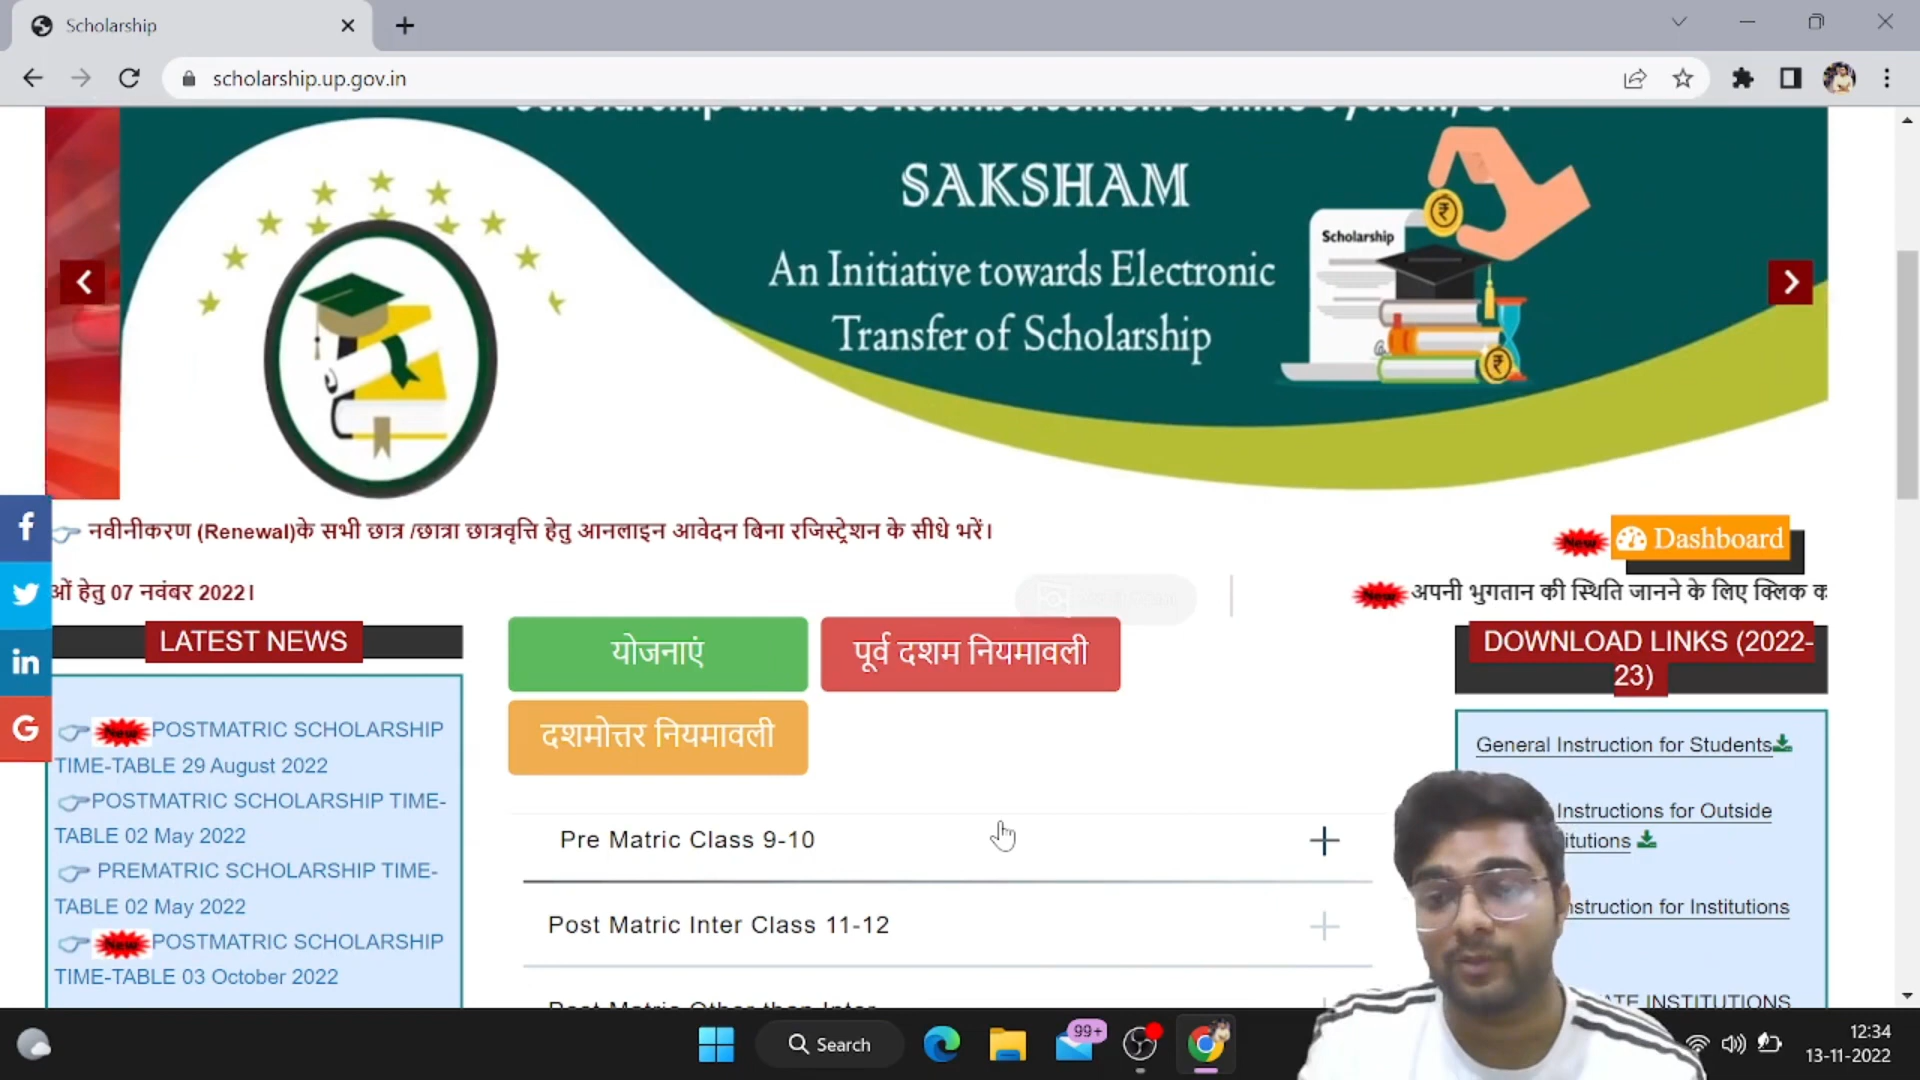 Scholarship
scholarship.up.gov.in
SAKSHAM
An Initiative towards Electronic
Transfer of Scholarship
Scholarship
नवीनीकरण (Renewal)के सभी छात्र /छात्रा छात्रवृत्ति हेतु आनलाइन आवेदन बिना रजिस्ट्रेशन के सीधे भरें।
New
Dashboard
ओं हेतु 07 नवंबर 2022।
New अपनी भुगतान की स्थिति जानने के लिए क्लिक क
LATEST NEWS
New POSTMATRIC SCHOLARSHIP
TIME-TABLE 29 August 2022
POSTMATRIC SCHOLARSHIP TIME-
TABLE 02 May 2022
PREMATRIC SCHOLARSHIP TIME-
TABLE 02 May 2022
New POSTMATRIC SCHOLARSHIP
TIME-TABLE 03 October 2022
योजनाएं
पूर्व दशम नियमावली
दशमोत्तर नियमावली
Pre Matric Class 9-10
Post Matric Inter Class 11-12
DOWNLOAD LINKS (2022-
23)
General Instruction for Students
Instructions for Outside
itutions
nstruction for Institutions
INSTITUTIONS
Search
99+
12:34
13-11-2022